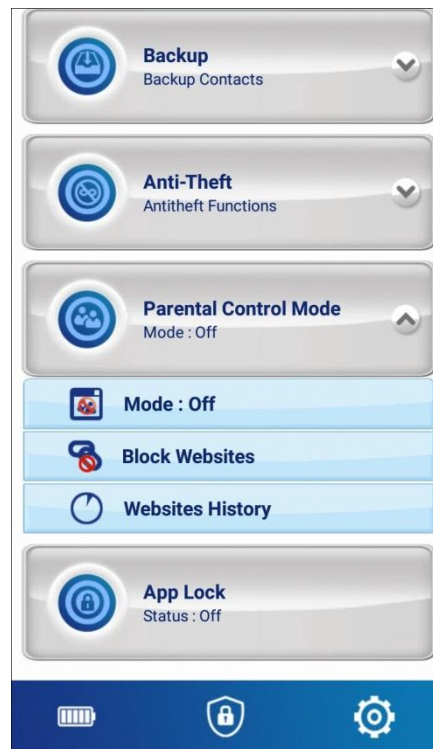 Backup
Backup Contacts
Anti-Theft
Antitheft Functions
Parental Control Mode
Mode : Off
Mode : Off
Block Websites
Websites History
App Lock
Status : Off